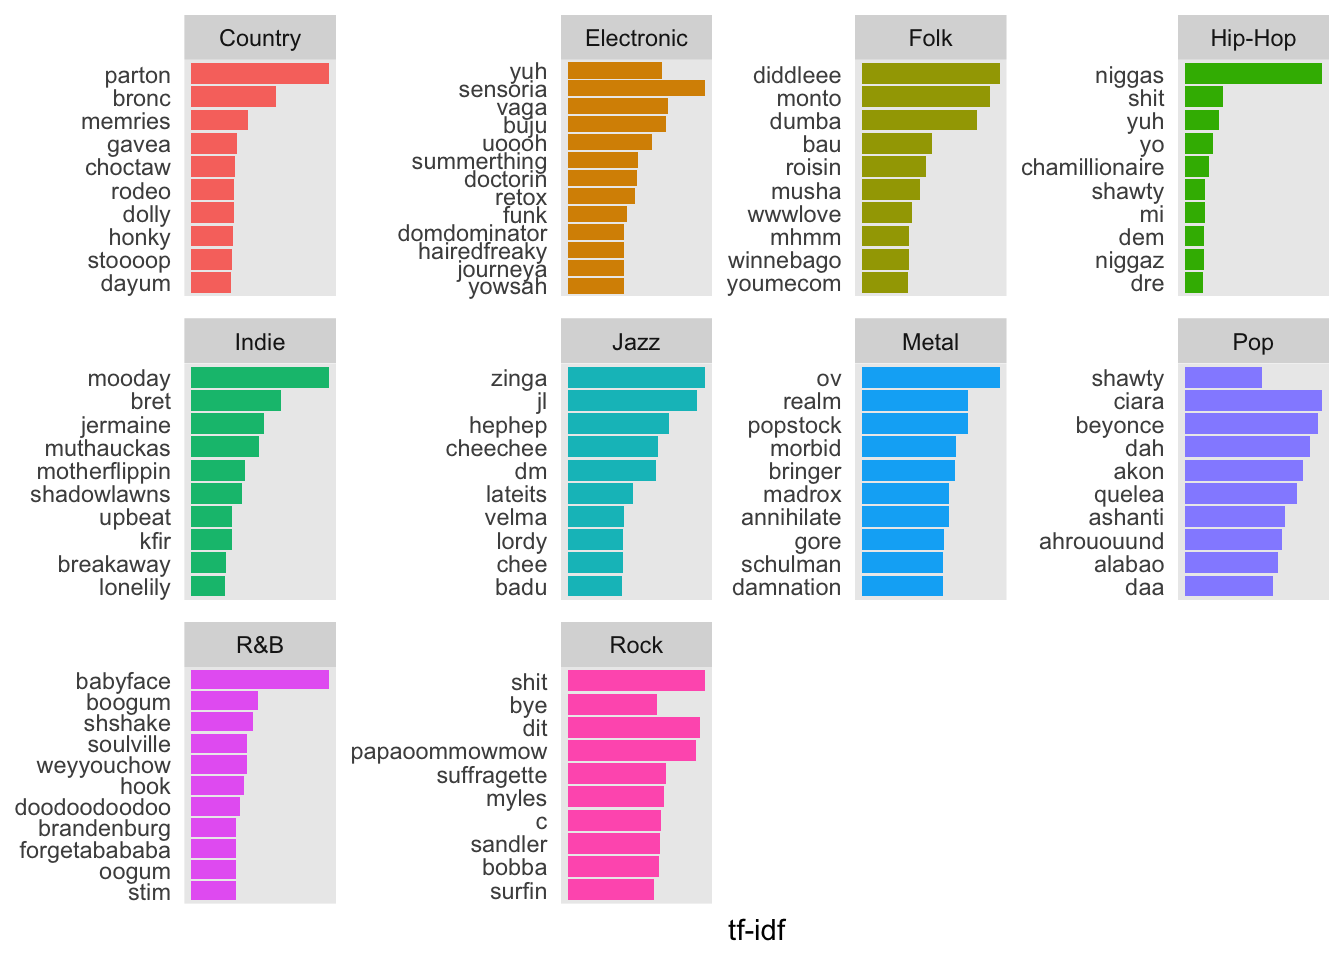 Country
parton
bronc
memries
gavea
choctaw
rodeo
dolly
honky
stoooop
dayum
Electronic
yuh
sensoria
vaga
buju
uoooh
summerthing
doctorin
retox
funk
domdominator
hairedfreaky
journeya
yowsah
Folk
diddleee
monto
dumba
bau
roisin
musha
wwwlove
mhmm
winnebago
youmecom
Hip-Hop
niggas
shit
yuh
yo
chamillionaire
shawty
mi
dem
niggaz
dre
Indie
mooday
bret
jermaine
muthauckas
motherflippin
shadowlawns
upbeat
kfir
breakaway
lonelily
Jazz
zinga
jl
hephep
cheechee
dm
lateits
velma
lordy
chee
badu
Metal
ov
realm
popstock
morbid
bringer
madrox
annihilate
gore
schulman
damnation
Pop
shawty
ciara
beyonce
dah
akon
quelea
ashanti
ahrououund
alabao
daa
R&B
babyface
boogum
shshake
soulville
weyyouchow
hook
doodoodoodoo
brandenburg
forgetabababa
oogum
stim
Rock
shit
bye
dit
papaoommowmow
suffragette
myles
c
sandler
bobba
surfin
tf-idf